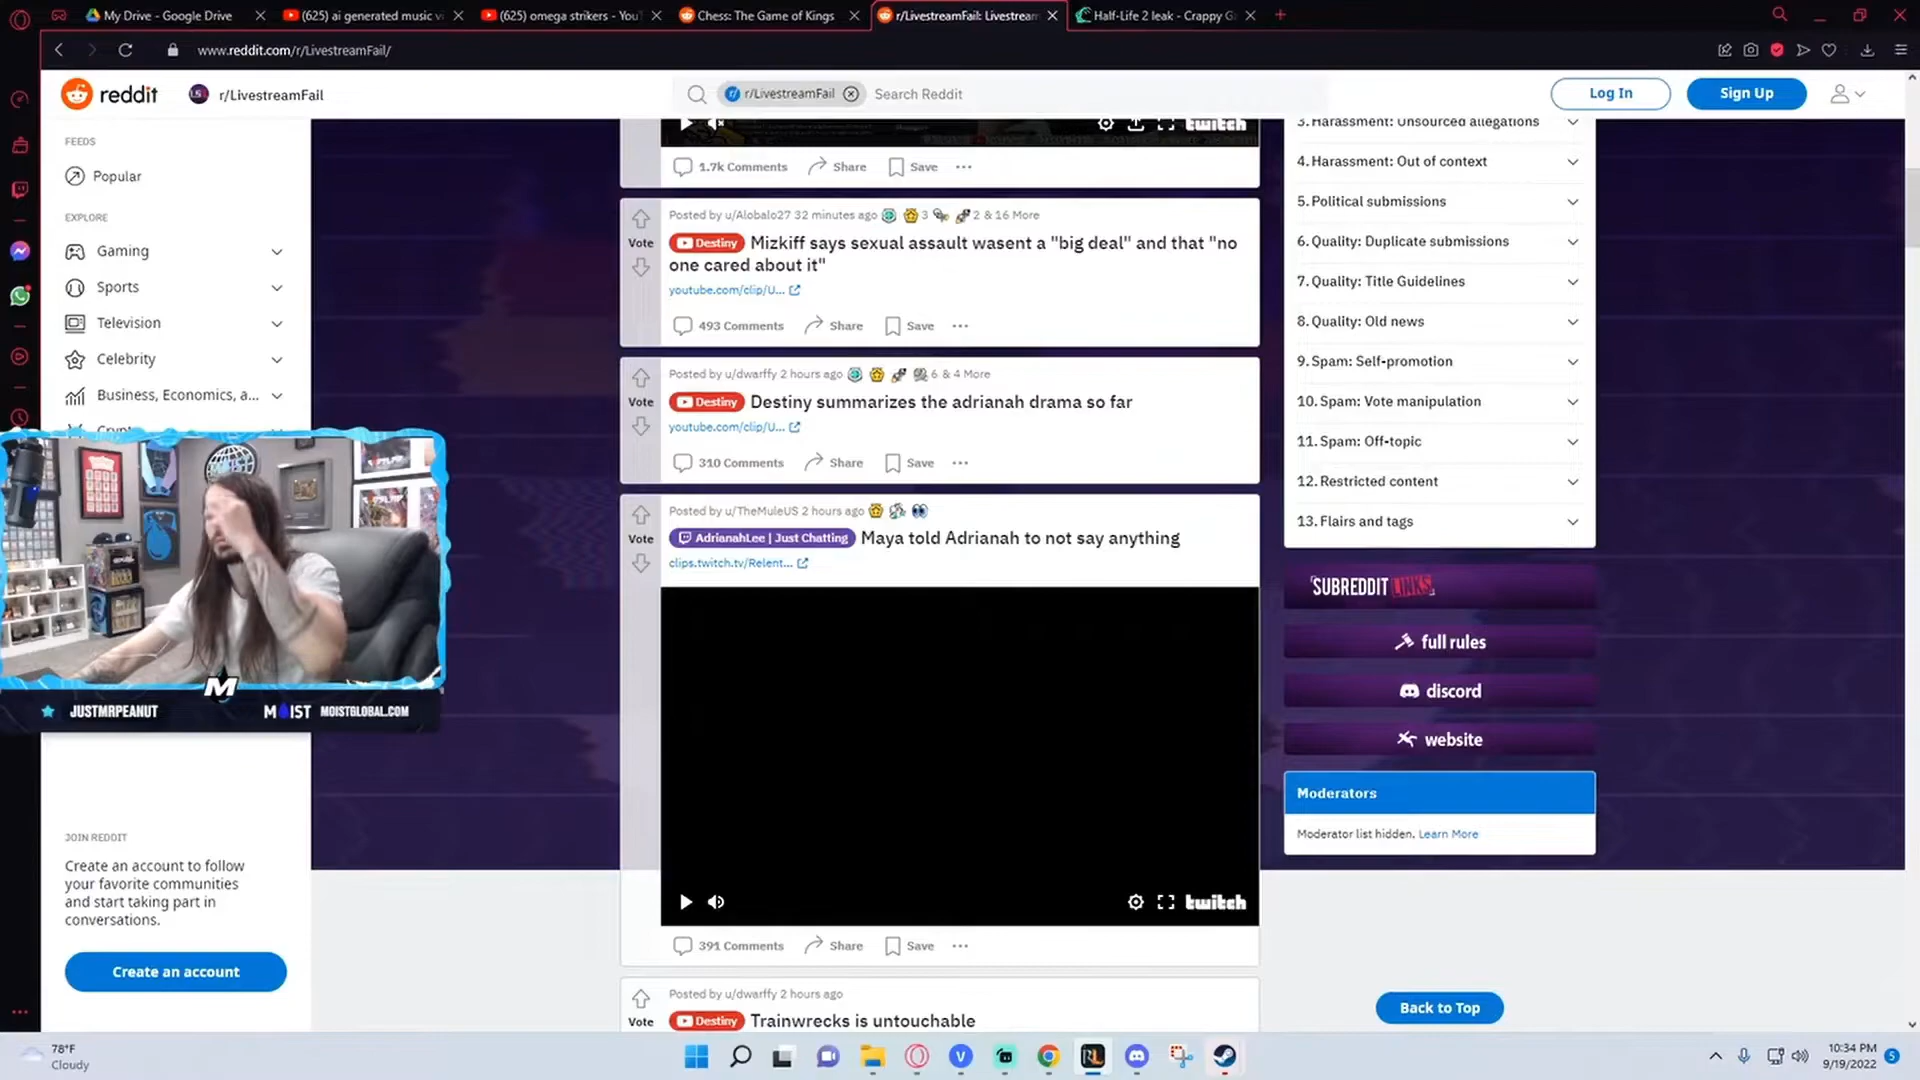 My Drive - Google Drive
(625) ai generated music vi
(625) omega strikers - YouT
Chess: The Game of Kings
r/LivestreamFail: Livestream
Half-Life 2 leak - Crappy G
www.reddit.com/r/LivestreamFail/
reddit
r/LivestreamFail
r/LivestreamFail
Search Reddit
Log In
Sign Up
FEEDS
Popular
EXPLORE
Gaming
Sports
Television
Celebrity
Business, Economics, a...
JUSTMRPEANUT
MOIST
MOISTGLOBAL.COM
JOIN REDDIT
Create an account to follow
your favorite communities
and start taking part in
conversations.
Create an account
twitch
1.7k Comments
Share
Save
Vote
Posted by u/Alobalo27 32 minutes ago 3 2 & 16 More
Destiny Mizkiff says sexual assault wasent a "big deal" and that "no
one cared about it"
youtube.com/clip/U...
493 Comments
Share
Save
Vote
Posted by u/dwarffy 2 hours ago 6 & 4 More
Destiny Destiny summarizes the adrianah drama so far
youtube.com/clip/U...
310 Comments
Share
Save
Vote
Posted by u/TheMuleUS 2 hours ago
AdrianahLee | Just Chatting Maya told Adrianah to not say anything
clips.twitch.tv/Relent...
twitch
391 Comments
Share
Save
Vote
Posted by u/dwarffy 2 hours ago
Destiny Trainwrecks is untouchable
3. Harassment: Unsourced allegations
4. Harassment: Out of context
5. Political submissions
6. Quality: Duplicate submissions
7. Quality: Title Guidelines
8. Quality: Old news
9. Spam: Self-promotion
10. Spam: Vote manipulation
11. Spam: Off-topic
12. Restricted content
13. Flairs and tags
SUBREDDIT LINKS
full rules
discord
website
Moderators
Moderator list hidden. Learn More
Back to Top
78°F
Cloudy
10:34 PM
9/19/2022
5